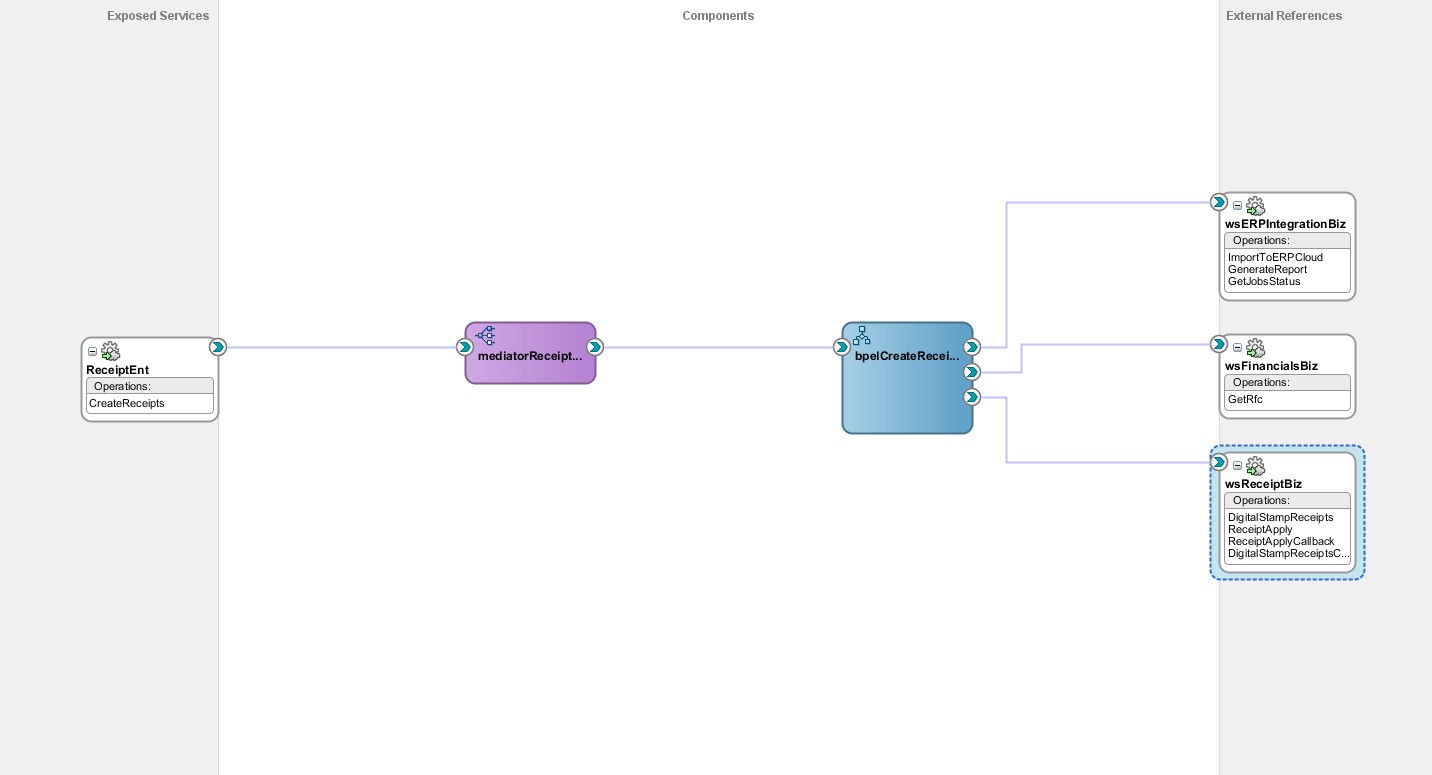 Exposed Services
Components
External References
ReceiptEnt
Operations:
CreateReceipts
mediatorReceipt...
bpelCreateRecei...
wsERPIntegrationBiz
Operations:
ImportToERPCloud
GenerateReport
GetJobsStatus
wsFinancialsBiz
Operations:
GetRfc
wsReceiptBiz
Operations:
DigitalStampReceipts
ReceiptApply
ReceiptApplyCallback
DigitalStampReceiptsC...